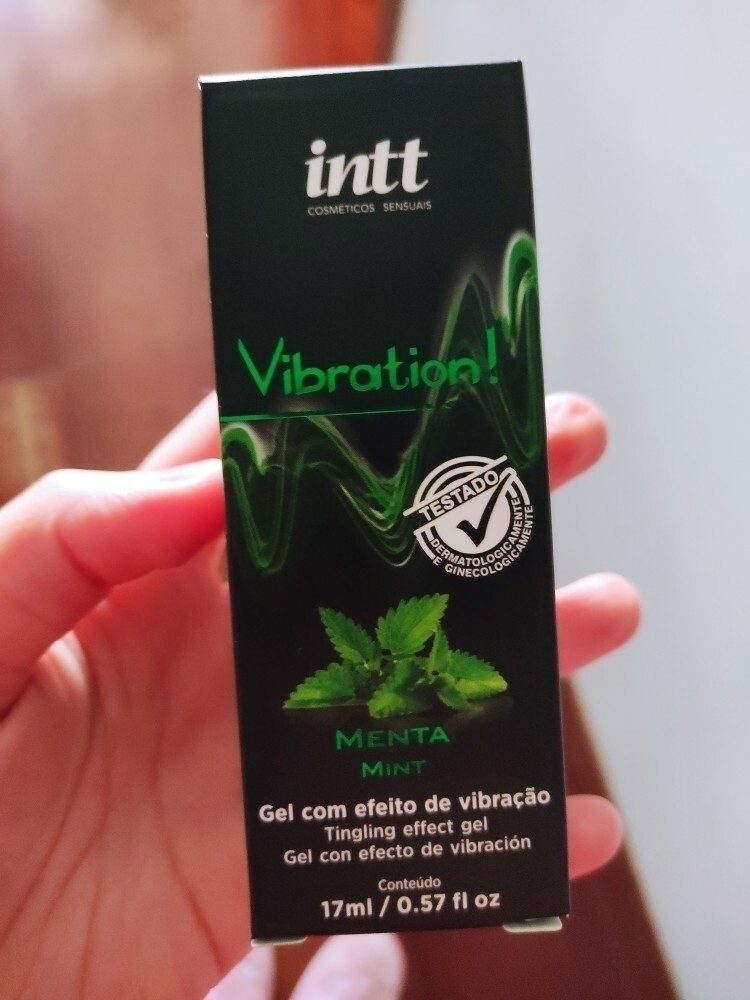 intt
COSMÉTICOS SENSUAIS
Vibration!
TESTADO
DERMATOLOGICAMENTE
E GINECOLOGICAMENTE
MENTA
MINT
Gel com efeito de vibração
Tingling effect gel
Gel con efecto de vibración
Conteúdo
17ml / 0.57 fl oz